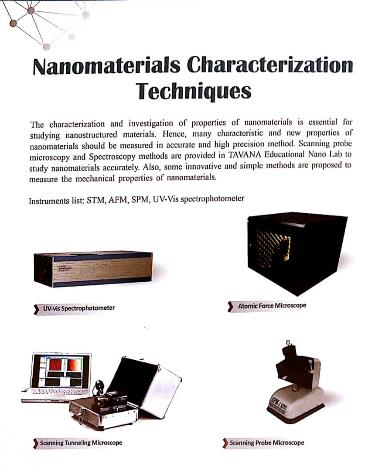 Nanomaterials Characterization
Techniques
The characterization and investigation of properties of nanomaterials is essential for
studying nanostructured materials. Hence, many characteristic and new properties of
nanomaterials should be measured in accurate and high precision method. Scanning probe
microscopy and Spectroscopy methods are provided in TAVANA Educational Nano Lab to
study nanomaterials accurately. Also, some innovative and simple methods are proposed to
measure the mechanical properties of nanomaterials.
Instruments list: STM, AFM, SPM, UV-Vis spectrophotometer
UV-vis Spectrophotometer
Atomic Force Microscope
Scanning Tunneling Microscope
Scanning Probe Microscope